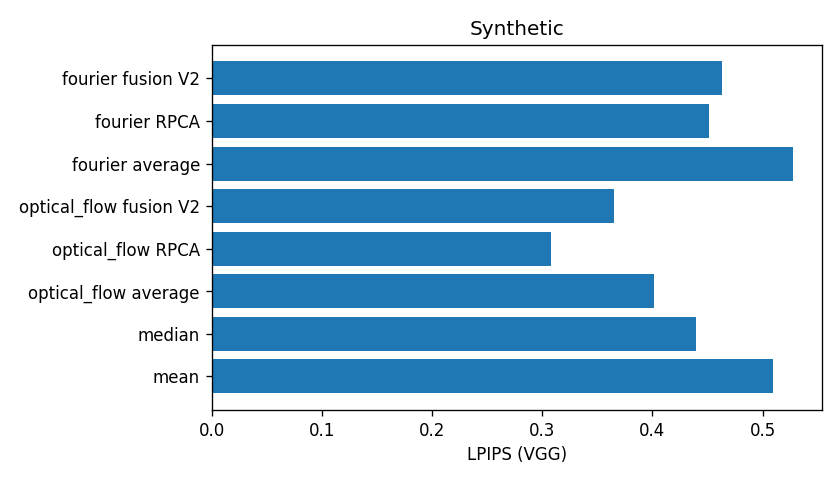 Synthetic
fourier fusion V2
fourier RPCA
fourier average
optical_flow fusion V2
optical_flow RPCA
optical_flow average
median
mean
0.0 0.1 0.2 0.3 0.4 0.5
LPIPS (VGG)